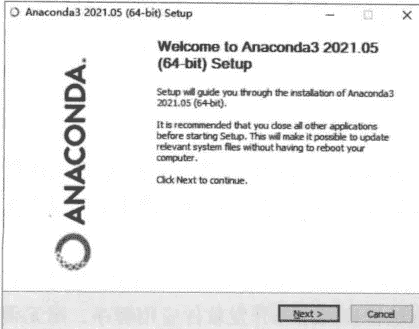 Anaconda3 2021.05 (64-bit) Setup
Welcome to Anaconda3 2021.05
(64-bit) Setup
Setup will guide you through the installation of Anaconda3
2021.05 (64-bit).
It is recommended that you close all other applications
before starting Setup. This will make it possible to update
relevant system files without having to reboot your
computer.
Click Next to continue.
ANACONDA.
Next >
Cancel